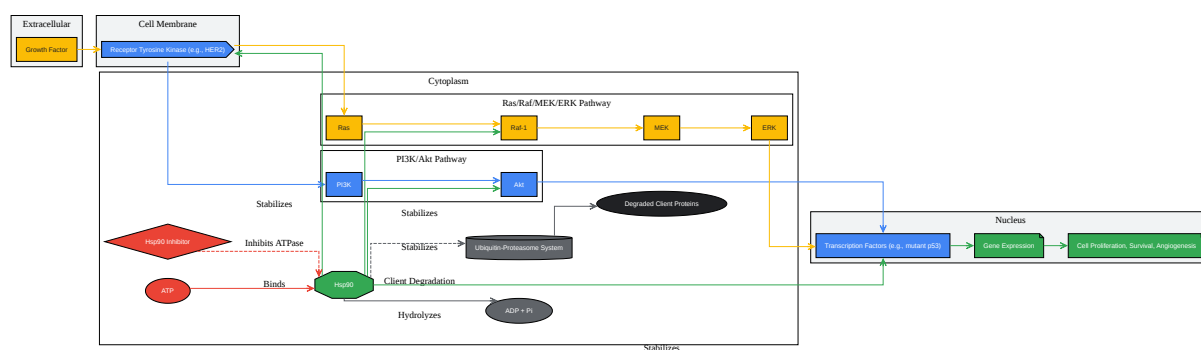 Extracellular
Growth Factor
Cell Membrane
Receptor Tyrosine Kinase (e.g., HER2)
Cytoplasm
Ras/Raf/MEK/ERK Pathway
Ras
Raf-1
MEK
ERK
PI3K/Akt Pathway
PI3K
Akt
Stabilizes
Stabilizes
Degraded Client Proteins
Nucleus
Hsp90 Inhibitor
Inhibits ATPase
Stabilizes
Ubiquitin-Proteasome System
Transcription Factors (e.g., mutant p53)
Gene Expression
Cell Proliferation, Survival, Angiogenesis
ATP
Binds
Hsp90
Client Degradation
Hydrolyzes
ADP + Pi
Stabilizes